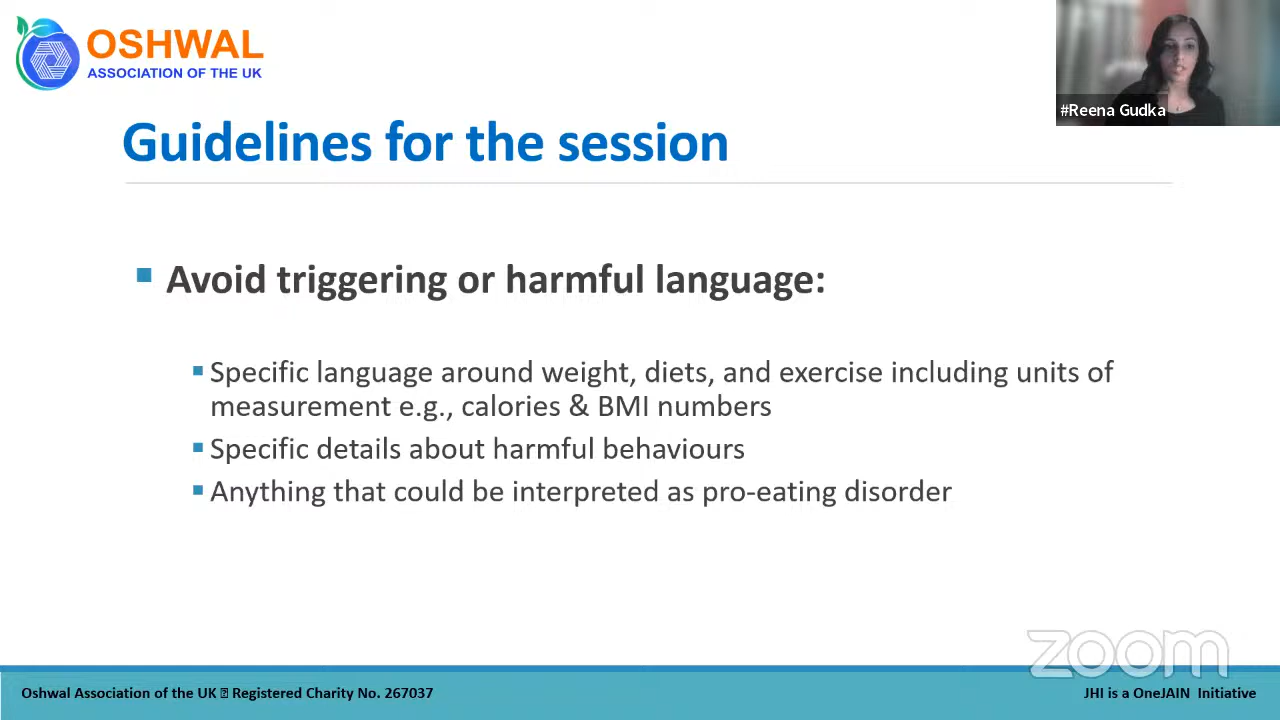 OSHWAL
ASSOCIATION OF THE UK
#Reena Gudka
Guidelines for the session
Avoid triggering or harmful language:
Specific language around weight, diets, and exercise including units of
measurement e.g., calories & BMI numbers
Specific details about harmful behaviours
Anything that could be interpreted as pro-eating disorder
zoom
Oshwal Association of the UK Registered Charity No. 267037
JHI is a OneJAIN Initiative